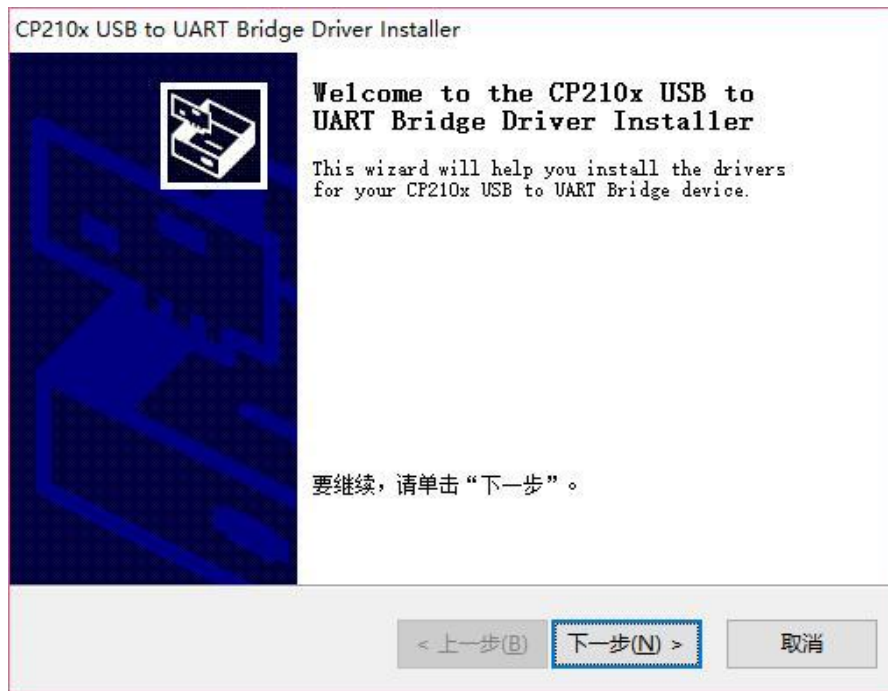 CP210x USB to UART Bridge Driver Installer
Welcome to the CP210x USB to
UART Bridge Driver Installer
This wizard will help you install the drivers
for your CP210x USB to UART Bridge device.
要继续，请单击“下一步”。
< 上一步(B)
下一步(N) >
取消